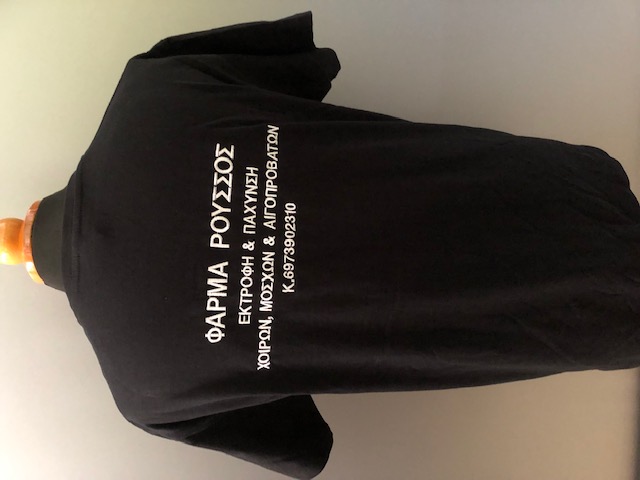 ΦΑΡΜΑ ΡΟΥΣΣΟΣ
ΕΚΤΡΟΦΗ & ΠΑΧΥΝΣΗ
ΧΟΙΡΩΝ, ΜΟΣΧΩΝ & ΑΙΓΟΠΡΟΒΑΤΩΝ
Κ.6973902310